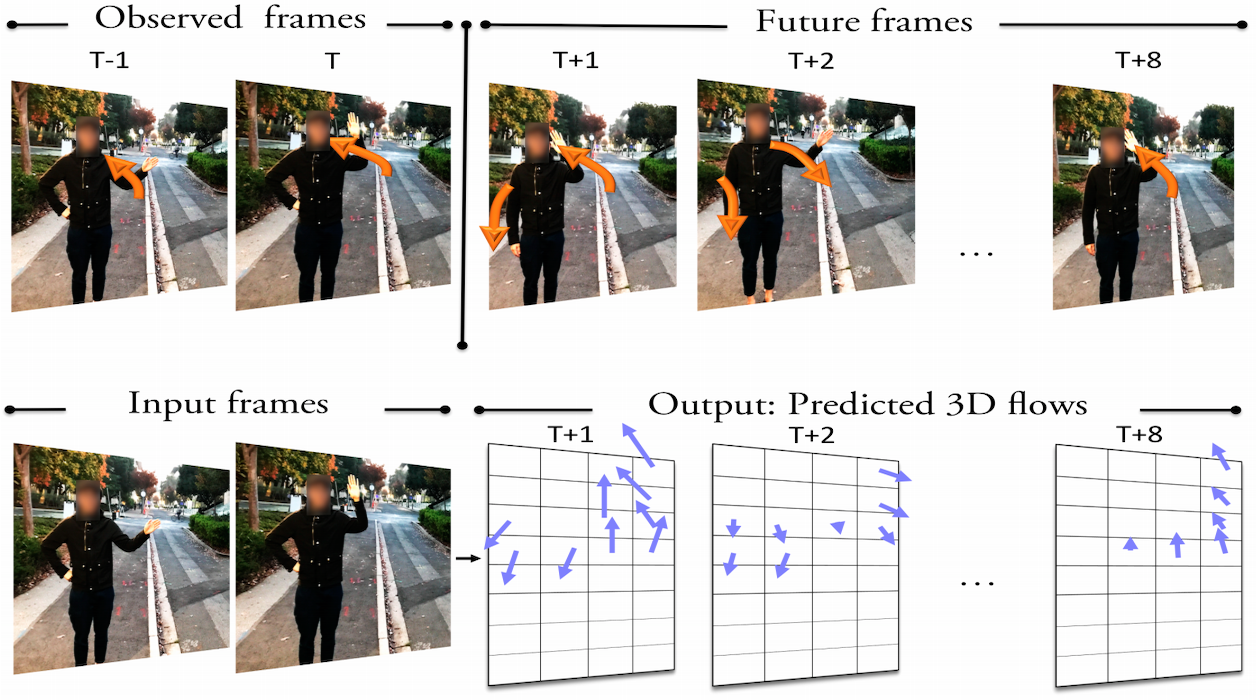 Observed frames
Future frames
T-1
T
T+1
T+2
T+8
...
Input frames
Output: Predicted 3D flows
T+1
T+2
T+8
...